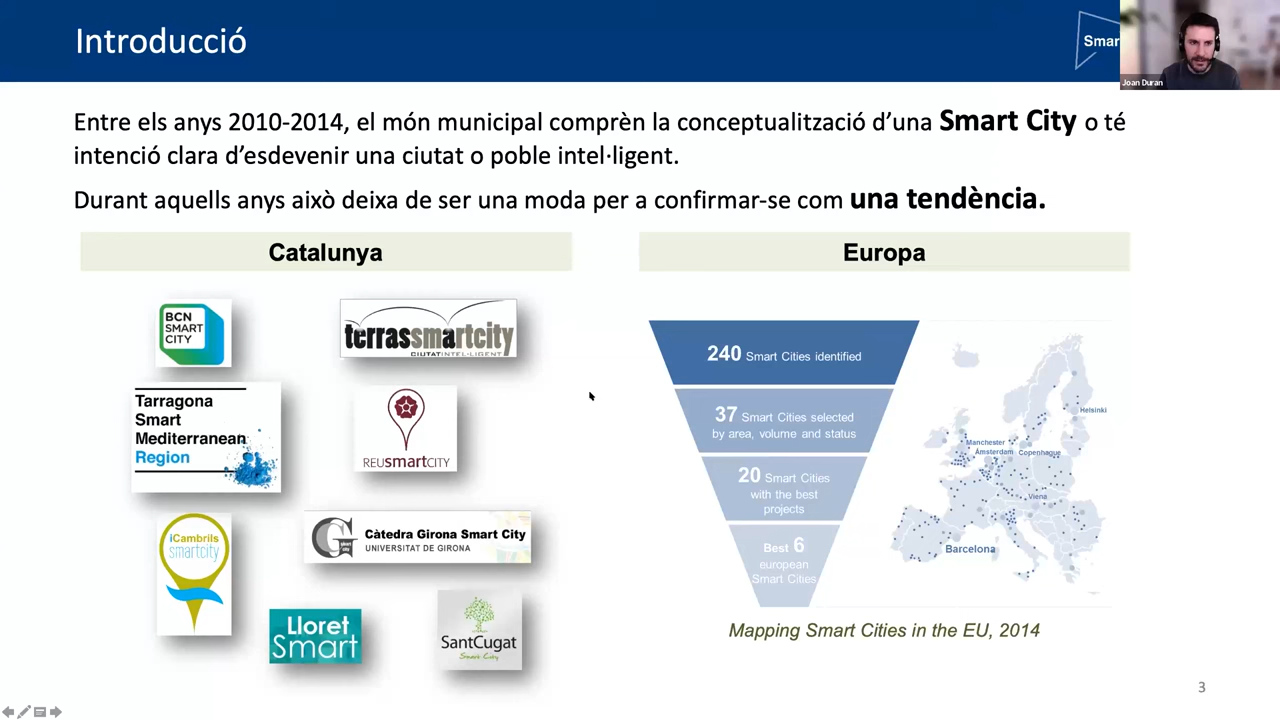 Introducció
Smar
Joan Duran
Entre els anys 2010-2014, el món municipal comprèn la conceptualització d'una Smart City o té
intenció clara d'esdevenir una ciutat o poble intel·ligent.
Durant aquells anys això deixa de ser una moda per a confirmar-se com una tendència.
Catalunya
BCN
SMART
CITY
terrassmartcity
CIUTAT INTEL·LIGENT
Tarragona
Smart
Mediterranean
Region
REUSmartCITY
iCambrils
smartcity
Càtedra Girona Smart City
UNIVERSITAT DE GIRONA
Lloret
Smart
SantCugat
Smart City
Europa
240 Smart Cities identified
37 Smart Cities selected
by area, volume and status
20 Smart Cities
with the best
projects
Best 6
european
Smart Cities
Helsinki
Manchester
Amsterdam
Copenhague
Viena
Barcelona
Mapping Smart Cities in the EU, 2014
3